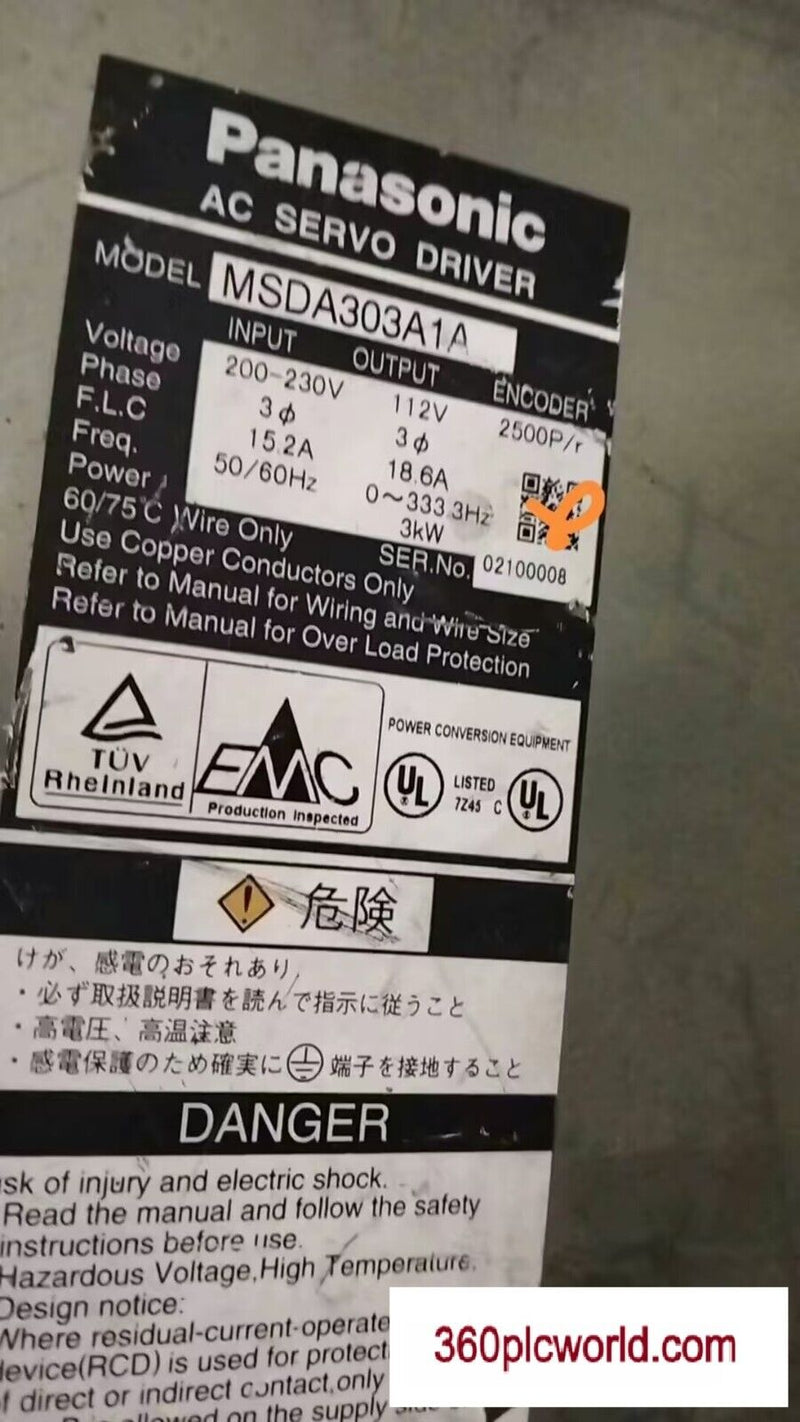 Panasonic
AC SERVO DRIVER
MODEL MSDA303A1A
INPUT OUTPUT ENCODER
Voltage 200-230V 112V 2500P/r
Phase 3ϕ 3ϕ
F.L.C 15.2A 18.6A
Freq. 50/60Hz 0~333.3Hz
Power 3kW
60/75°C Wire Only SER.No. 02100008
Use Copper Conductors Only
Refer to Manual for Wiring and Wire Size
Refer to Manual for Over Load Protection
TÜV
Rheinland
EMC
Production Inspected
POWER CONVERSION EQUIPMENT
UL LISTED UL
7Z45 C
危険
けが、感電のおそれあり
・必ず取扱説明書を読んで指示に従うこと
・高電圧、高温注意
・感電保護のため確実に端子を接地すること
DANGER
isk of injury and electric shock.
Read the manual and follow the safety
instructions before use.
Hazardous Voltage,High Temperature.
Design notice:
Where residual-current-operate
device(RCD) is used for protect
of direct or indirect contact,only
allowed on the supply side
360plcworld.com